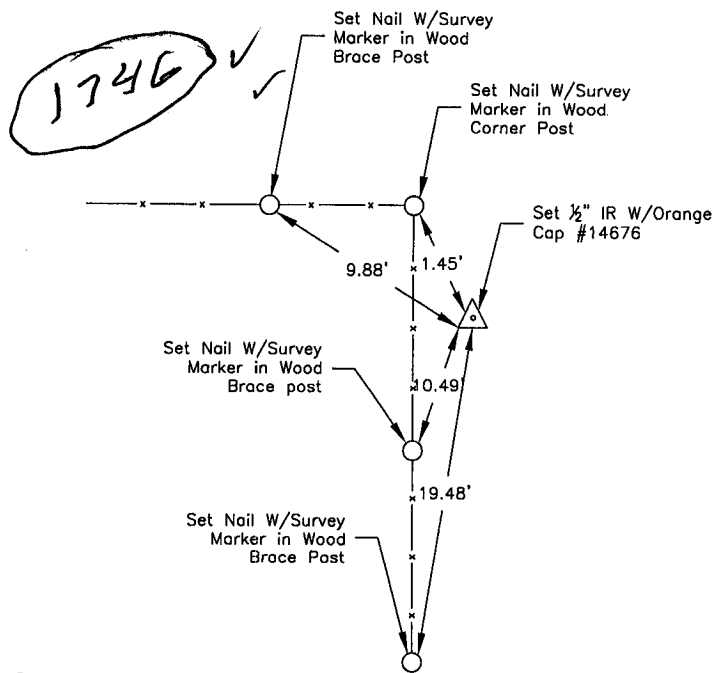 Set Nail W/Survey
Marker in Wood
Brace Post
1746
Set Nail W/Survey
Marker in Wood
Corner Post
Set ½" IR W/Orange
Cap #14676
9.88'
1.45'
Set Nail W/Survey
Marker in Wood
Brace post
10.49'
19.48'
Set Nail W/Survey
Marker in Wood
Brace Post